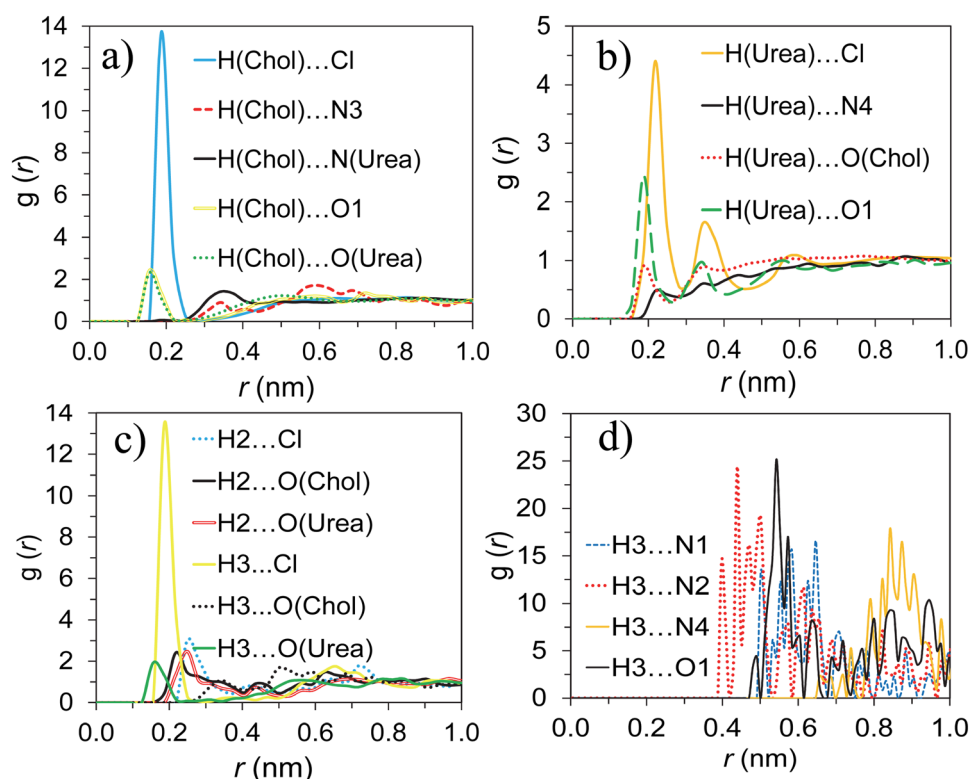 a)
14
12
10
8
6
4
2
0
g (r)
H(Chol)…Cl
H(Chol)…N3
H(Chol)…N(Urea)
H(Chol)…O1
H(Chol)…O(Urea)
0.0 0.2 0.4 0.6 0.8 1.0
r (nm)
b)
5
4
3
2
1
0
g (r)
H(Urea)…Cl
H(Urea)…N4
H(Urea)…O(Chol)
H(Urea)…O1
0.0 0.2 0.4 0.6 0.8 1.0
r (nm)
c)
14
12
10
8
6
4
2
0
g (r)
H2…Cl
H2…O(Chol)
H2…O(Urea)
H3...Cl
H3…O(Chol)
H3…O(Urea)
0.0 0.2 0.4 0.6 0.8 1.0
r (nm)
d)
30
25
20
15
10
5
0
g (r)
H3…N1
H3…N2
H3…N4
H3…O1
0.0 0.2 0.4 0.6 0.8 1.0
r (nm)